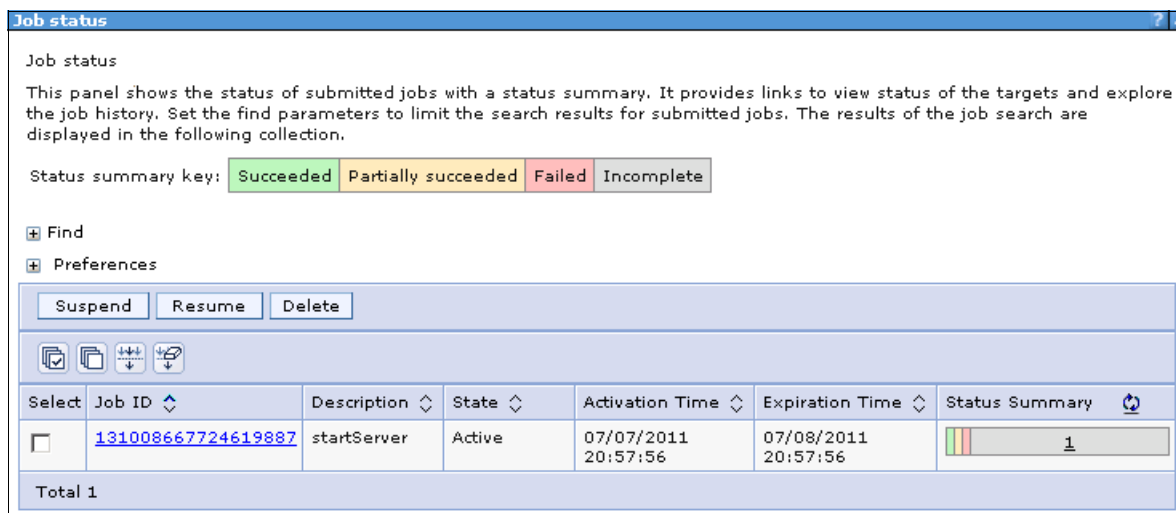 Job status
?
Job status
This panel shows the status of submitted jobs with a status summary. It provides links to view status of the targets and explore
the job history. Set the find parameters to limit the search results for submitted jobs. The results of the job search are
displayed in the following collection.
Status summary key: Succeeded Partially succeeded Failed Incomplete
Find
Preferences
Suspend Resume Delete
Select Job ID Description State Activation Time Expiration Time Status Summary
131008667724619887 startServer Active 07/07/2011 20:57:56 07/08/2011 20:57:56 1
Total 1